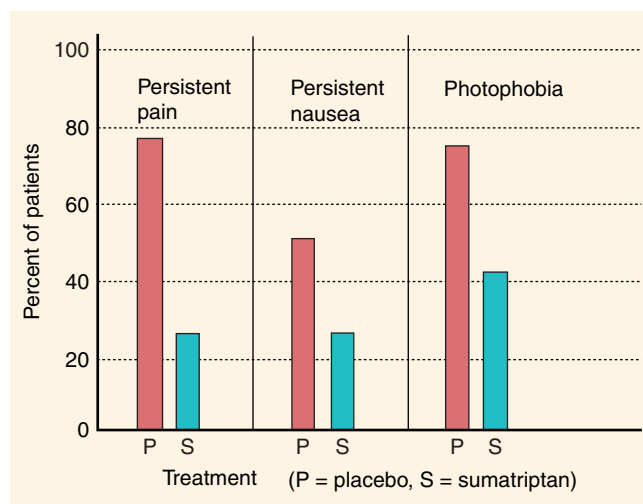 100
80
60
40
20
0
Percent of patients
Persistent
pain
Persistent
nausea
Photophobia
P S P S P S
Treatment (P = placebo, S = sumatriptan)